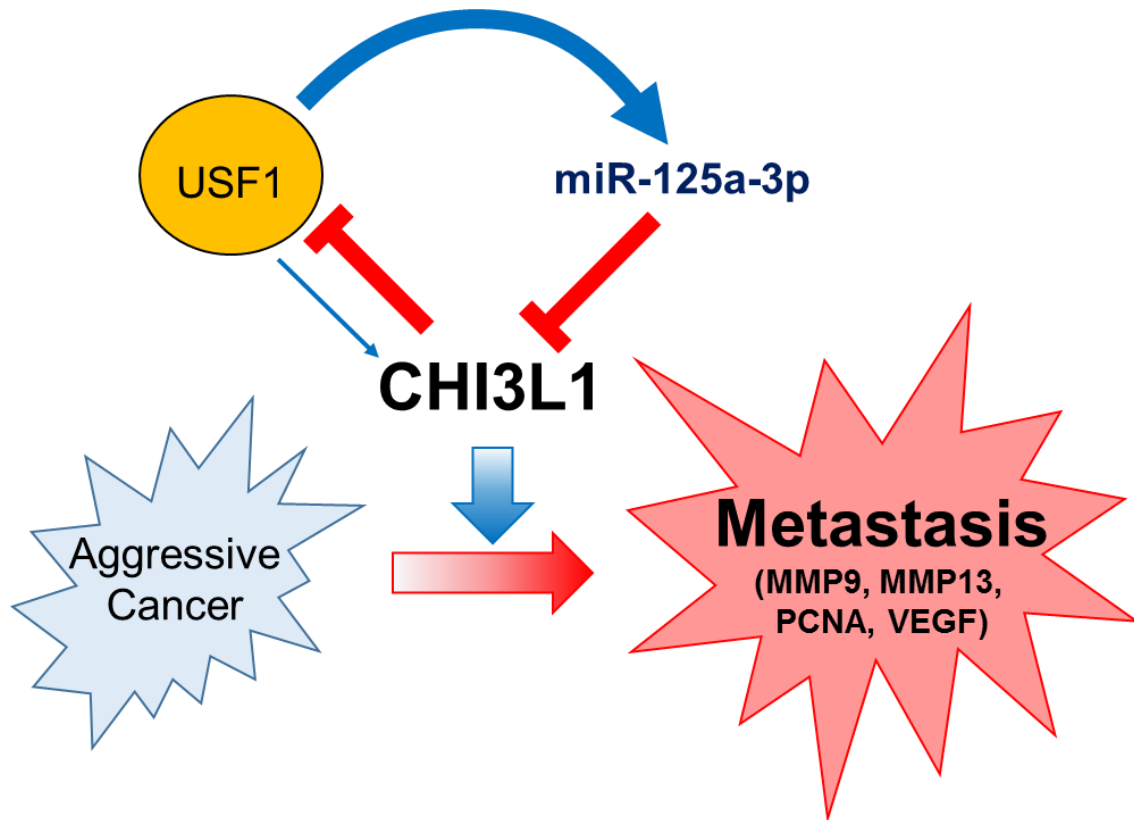 USF1
miR-125a-3p
CHI3L1
Aggressive
Cancer
Metastasis
(MMP9, MMP13,
PCNA, VEGF)